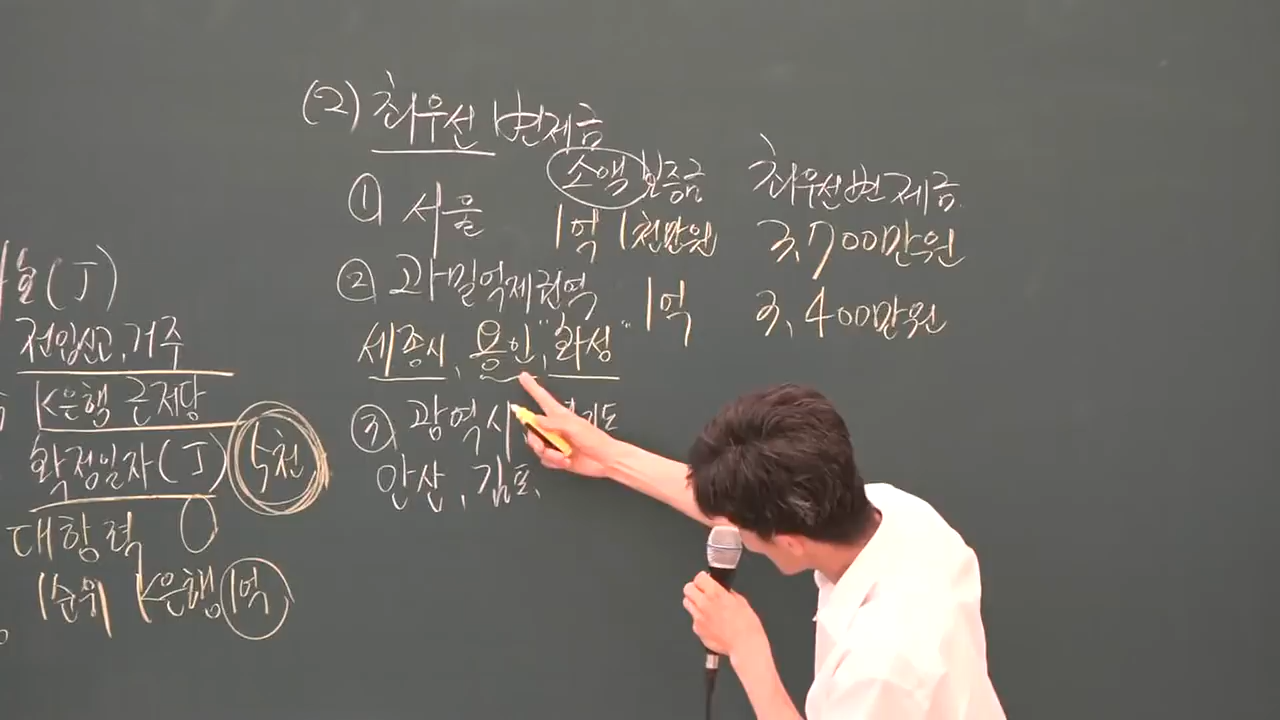 (2) 최우선 변제금
소액 보증금 최우선변제금
① 서울
1억 1천만원 3,700만원
② 과밀억제권역
세종시, 용인, "화성" 1억 3,400만원
③ 광역시
안산, 김포,
(J)
전입신고, 거주
K은행 근저당
확정일자(J) 5천
대항력 O
1순위 K은행 1억